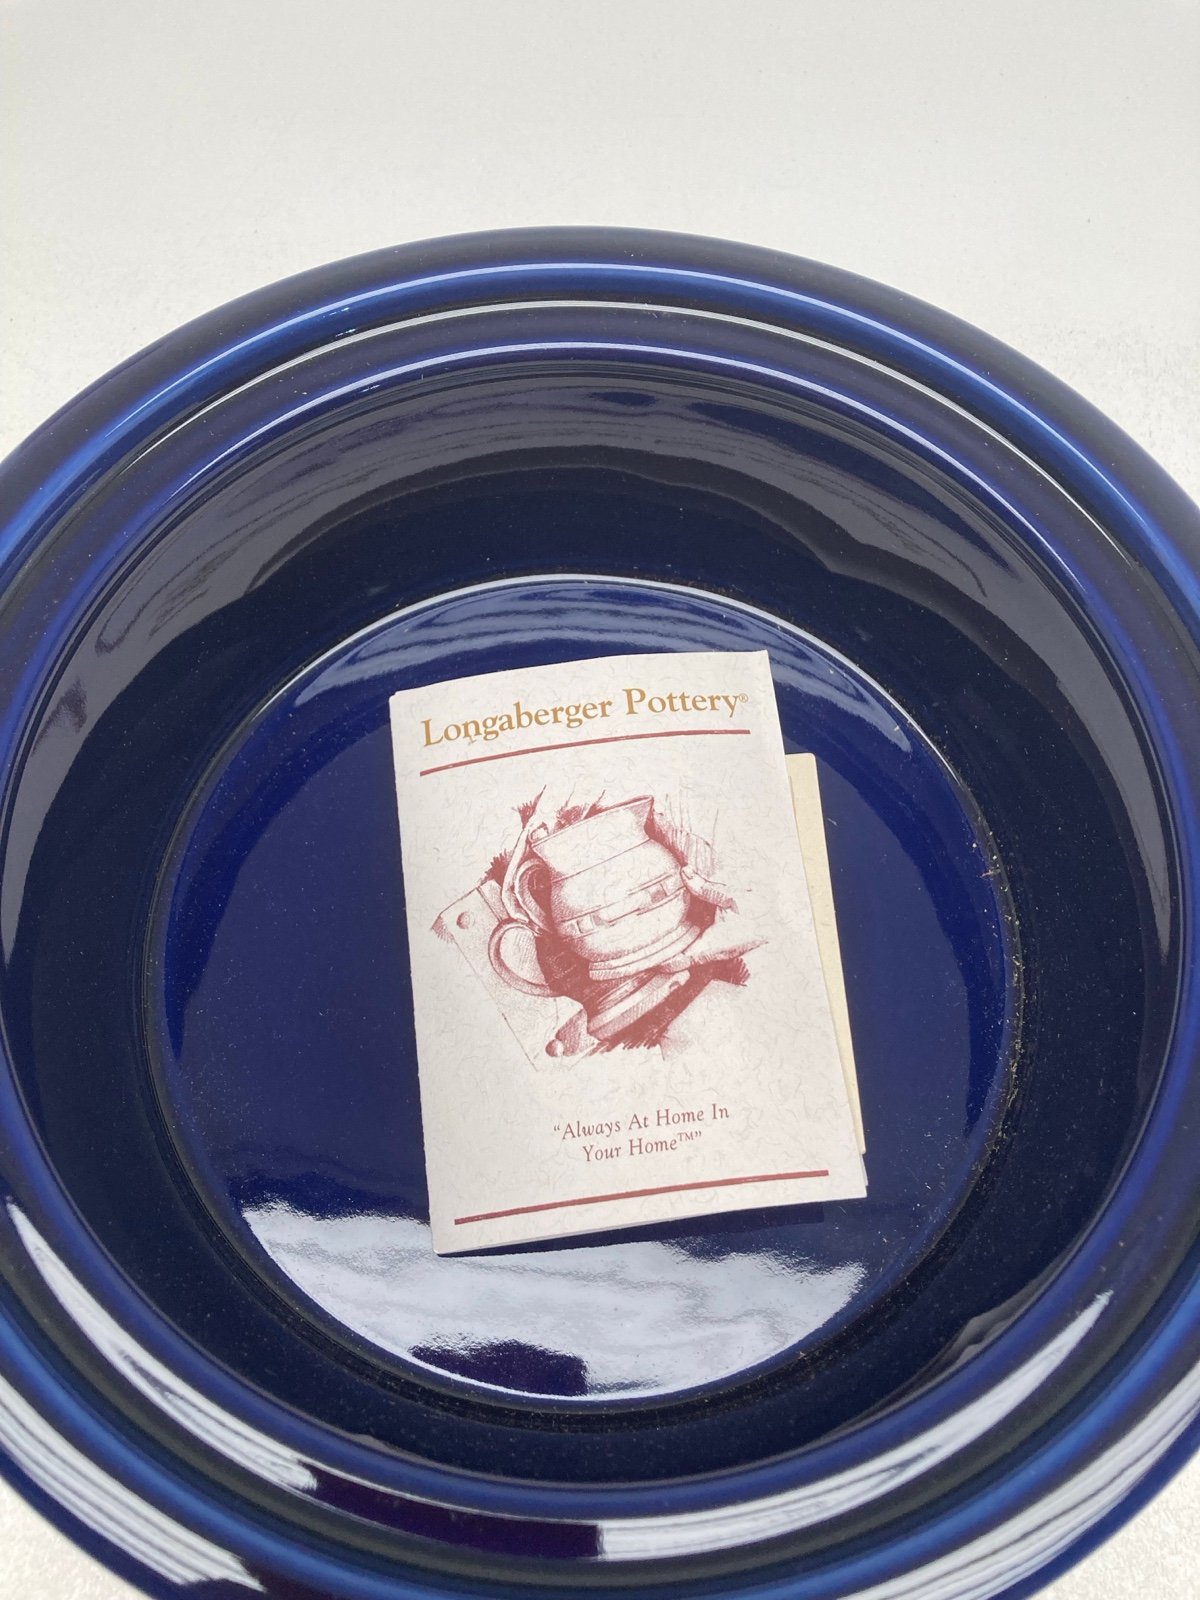 Longaberger Pottery®
“Always At Home In
Your Home™”